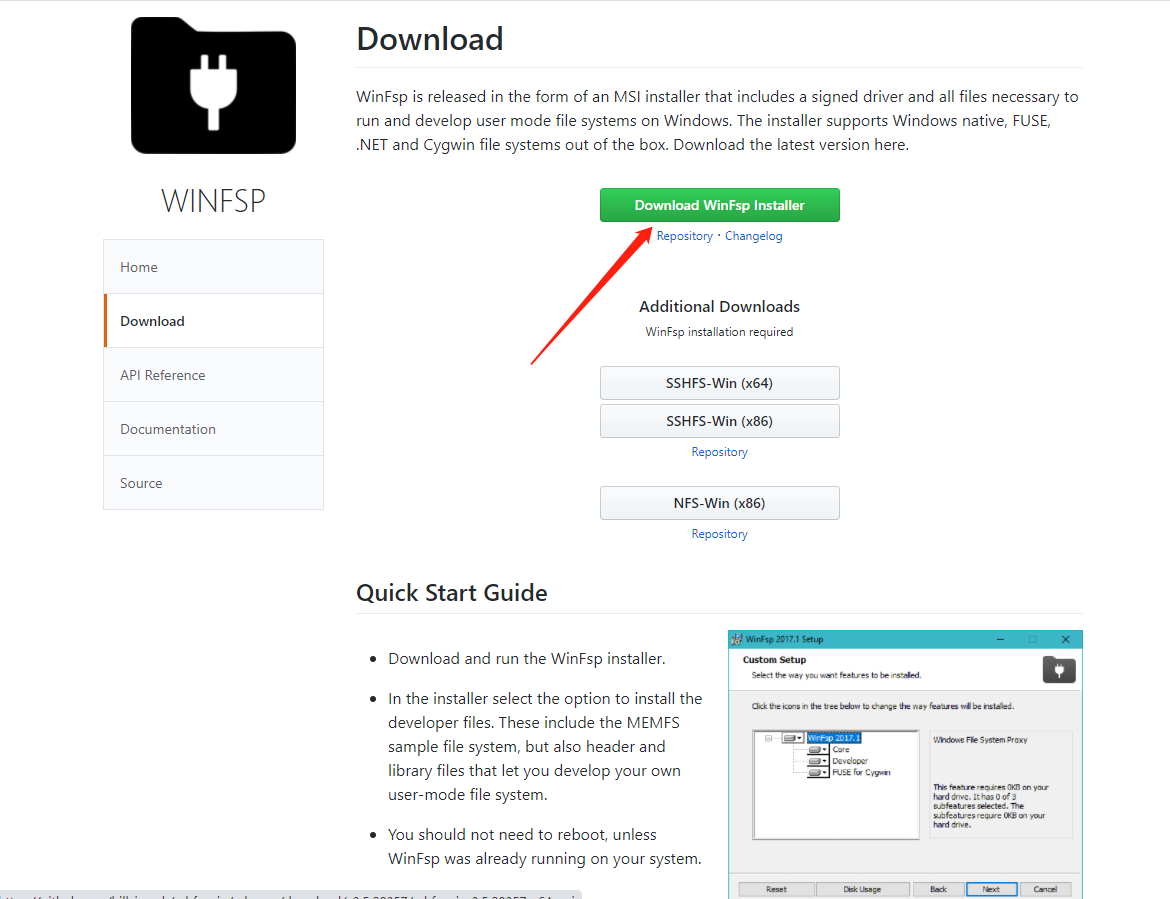 WINFSP
Home
Download
API Reference
Documentation
Source
Download
WinFsp is released in the form of an MSI installer that includes a signed driver and all files necessary to
run and develop user mode file systems on Windows. The installer supports Windows native, FUSE,
.NET and Cygwin file systems out of the box. Download the latest version here.
Download WinFsp Installer
Repository · Changelog
Additional Downloads
WinFsp installation required
SSHFS-Win (x64)
SSHFS-Win (x86)
Repository
NFS-Win (x86)
Repository
Quick Start Guide
• Download and run the WinFsp installer.
• In the installer select the option to install the
developer files. These include the MEMFS
sample file system, but also header and
library files that let you develop your own
user-mode file system.
• You should not need to reboot, unless
WinFsp was already running on your system.
WinFsp 2017.1 Setup
Custom Setup
Select the way you want features to be installed.
Click the icons in the tree below to change the way features will be installed.
WinFsp 2017.1
Core
Developer
FUSE for Cygwin
Windows File System Proxy
This feature requires 0KB on your
hard drive. It has 0 of 3
subfeatures selected. The
subfeatures require 0KB on your
hard drive.
Reset
Disk Usage
Back
Next
Cancel